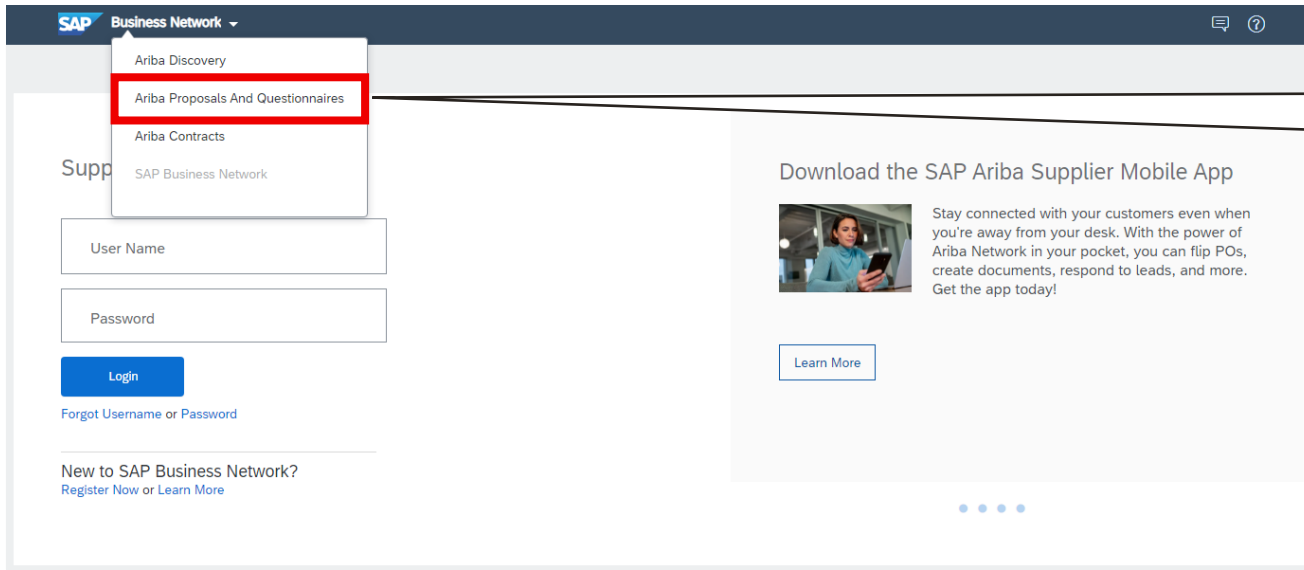 SAP Business Network
Ariba Discovery
Ariba Proposals And Questionnaires
Ariba Contracts
SAP Business Network
Supp
User Name
Password
Login
Forgot Username or Password
New to SAP Business Network?
Register Now or Learn More
Download the SAP Ariba Supplier Mobile App
Stay connected with your customers even when
you're away from your desk. With the power of
Ariba Network in your pocket, you can flip POs,
create documents, respond to leads, and more.
Get the app today!
Learn More